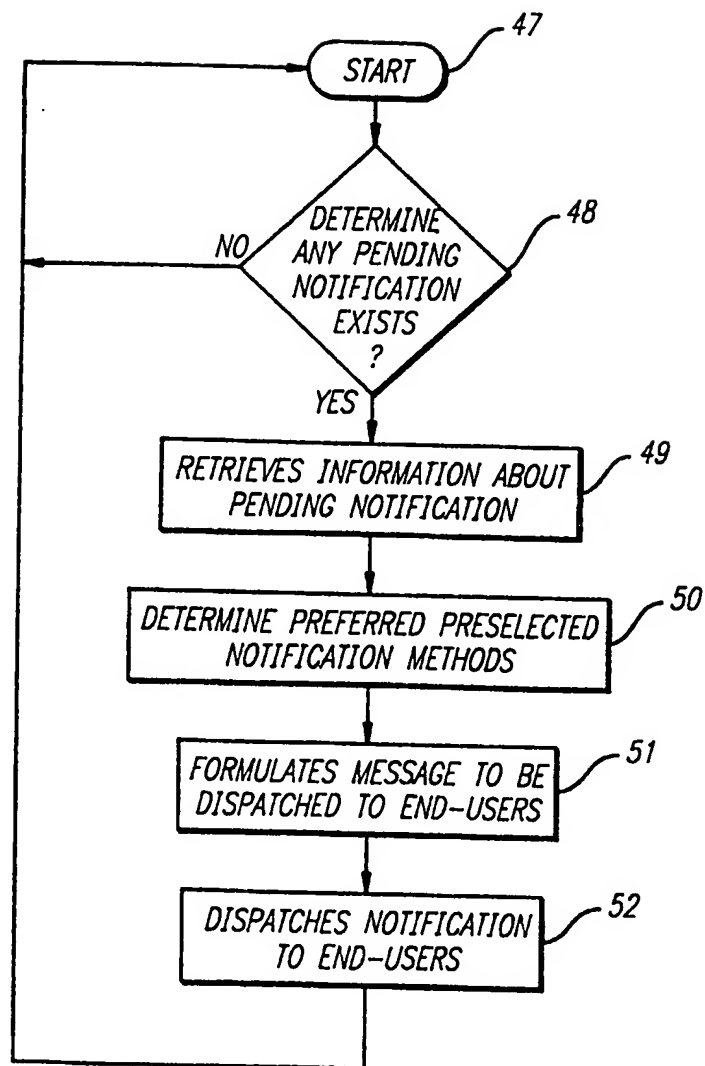 47
START
DETERMINE
ANY PENDING
NOTIFICATION
EXISTS
?
48
NO
YES
RETRIEVES INFORMATION ABOUT
PENDING NOTIFICATION
49
DETERMINE PREFERRED PRESELECTED
NOTIFICATION METHODS
50
FORMULATES MESSAGE TO BE
DISPATCHED TO END-USERS
51
DISPATCHES NOTIFICATION
TO END-USERS
52